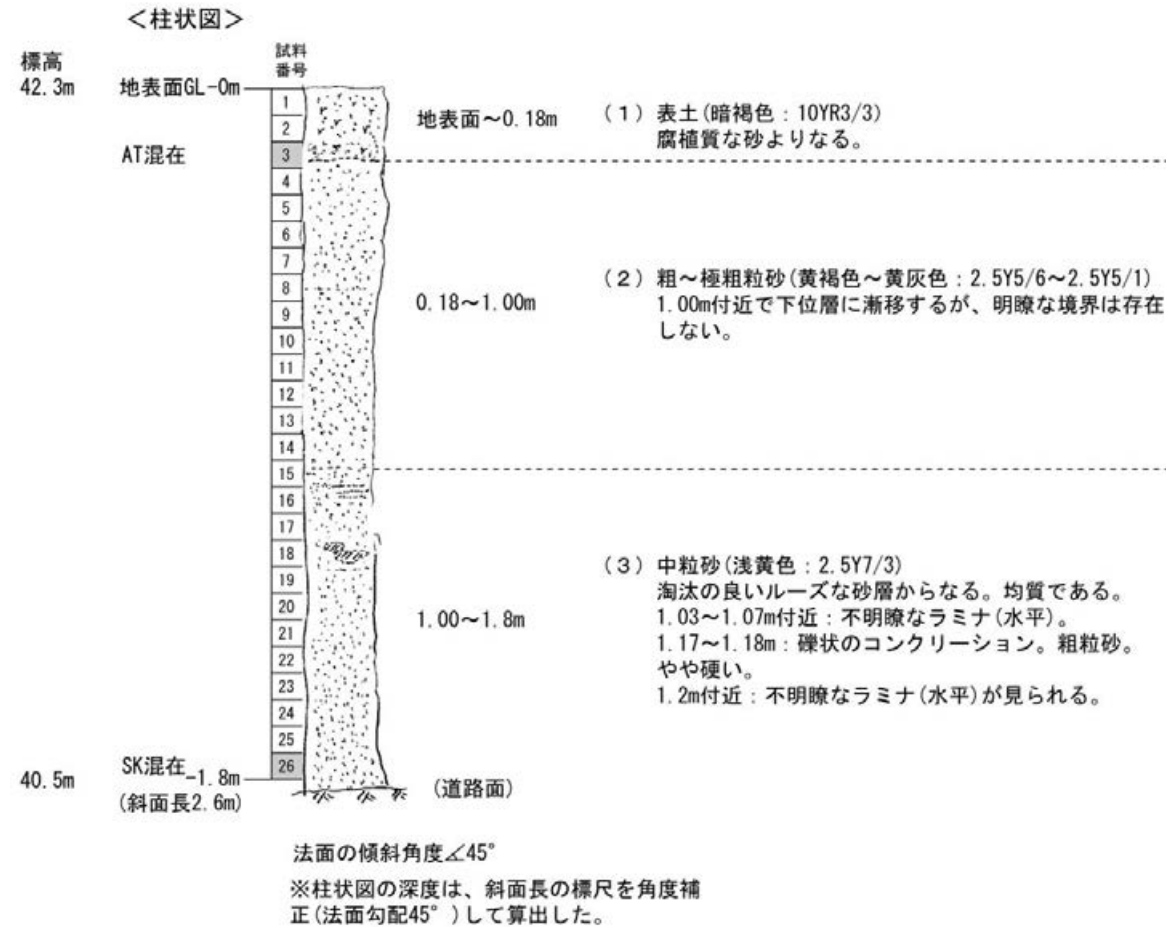 ＜柱状図＞
標高
42.3m
地表面GL-0m
試料
番号
1
2
3
4
5
6
7
8
9
10
11
12
13
14
15
16
17
18
19
20
21
22
23
24
25
26
AT混在
地表面～0.18m
（１）表土(暗褐色：10YR3/3)
腐植質な砂よりなる。
0.18～1.00m
（２）粗～極粗粒砂(黄褐色～黄灰色：2.5Y5/6～2.5Y5/1)
1.00m付近で下位層に漸移するが、明瞭な境界は存在
しない。
1.00～1.8m
（３）中粒砂(浅黄色：2.5Y7/3)
淘汰の良いルーズな砂層からなる。均質である。
1.03～1.07m付近：不明瞭なラミナ(水平)。
1.17～1.18m：礫状のコンクリーション。粗粒砂。
やや硬い。
1.2m付近：不明瞭なラミナ(水平)が見られる。
40.5m
SK混在
-1.8m
(斜面長2.6m)
(道路面)
法面の傾斜角度∠45°
※柱状図の深度は、斜面長の標尺を角度補
正(法面勾配45°)して算出した。